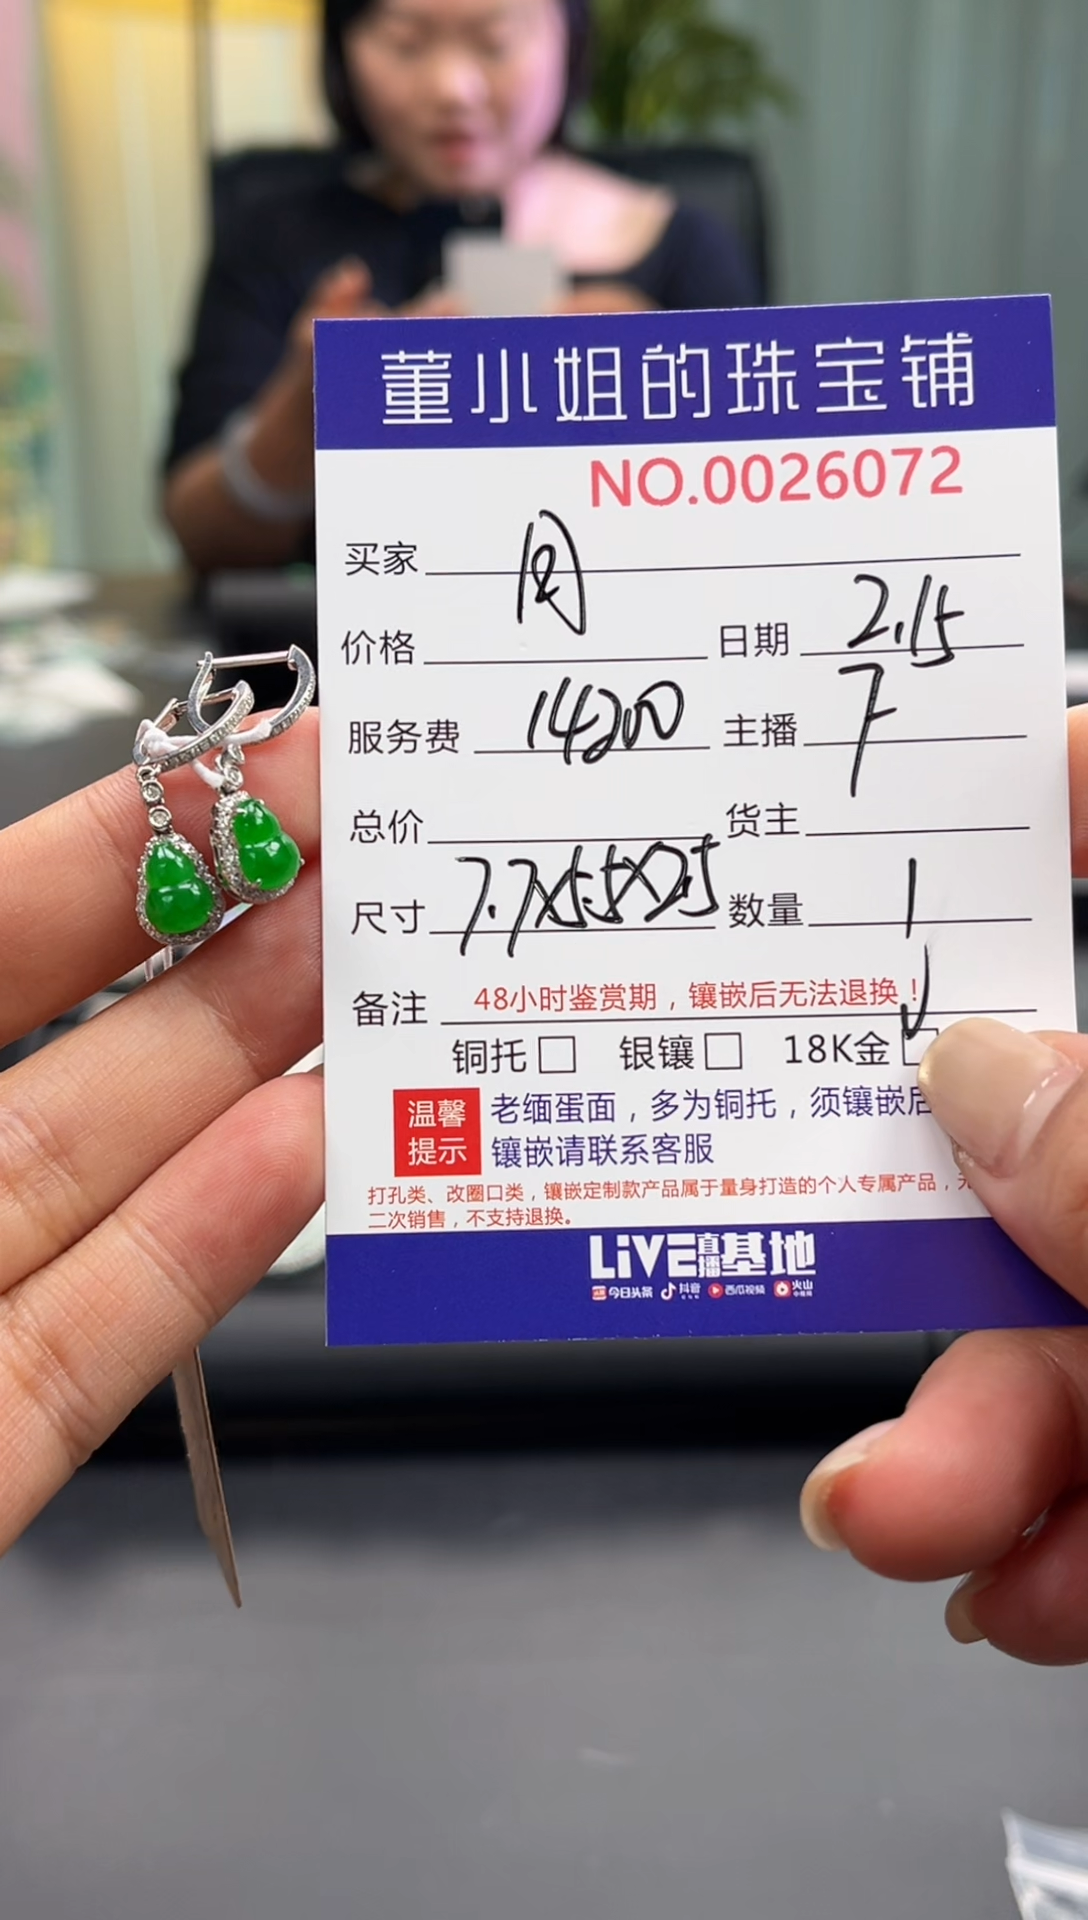 董小姐的珠宝铺
NO.0026072
买家 周
价格 日期 2.15
服务费 14200 主播 7
总价 货主
尺寸 7.7×5.5×2.5 数量 1
备注 48小时鉴赏期，镶嵌后无法退换！
铜托 □ 银镶 □ 18K金 ✓
温馨提示 老缅蛋面，多为铜托，须镶嵌后
镶嵌请联系客服
打孔类、改圈口类，镶嵌定制款产品属于量身打造的个人专属产品，
二次销售，不支持退换。
LiVE直播基地
今日头条 抖音 西瓜视频 火山